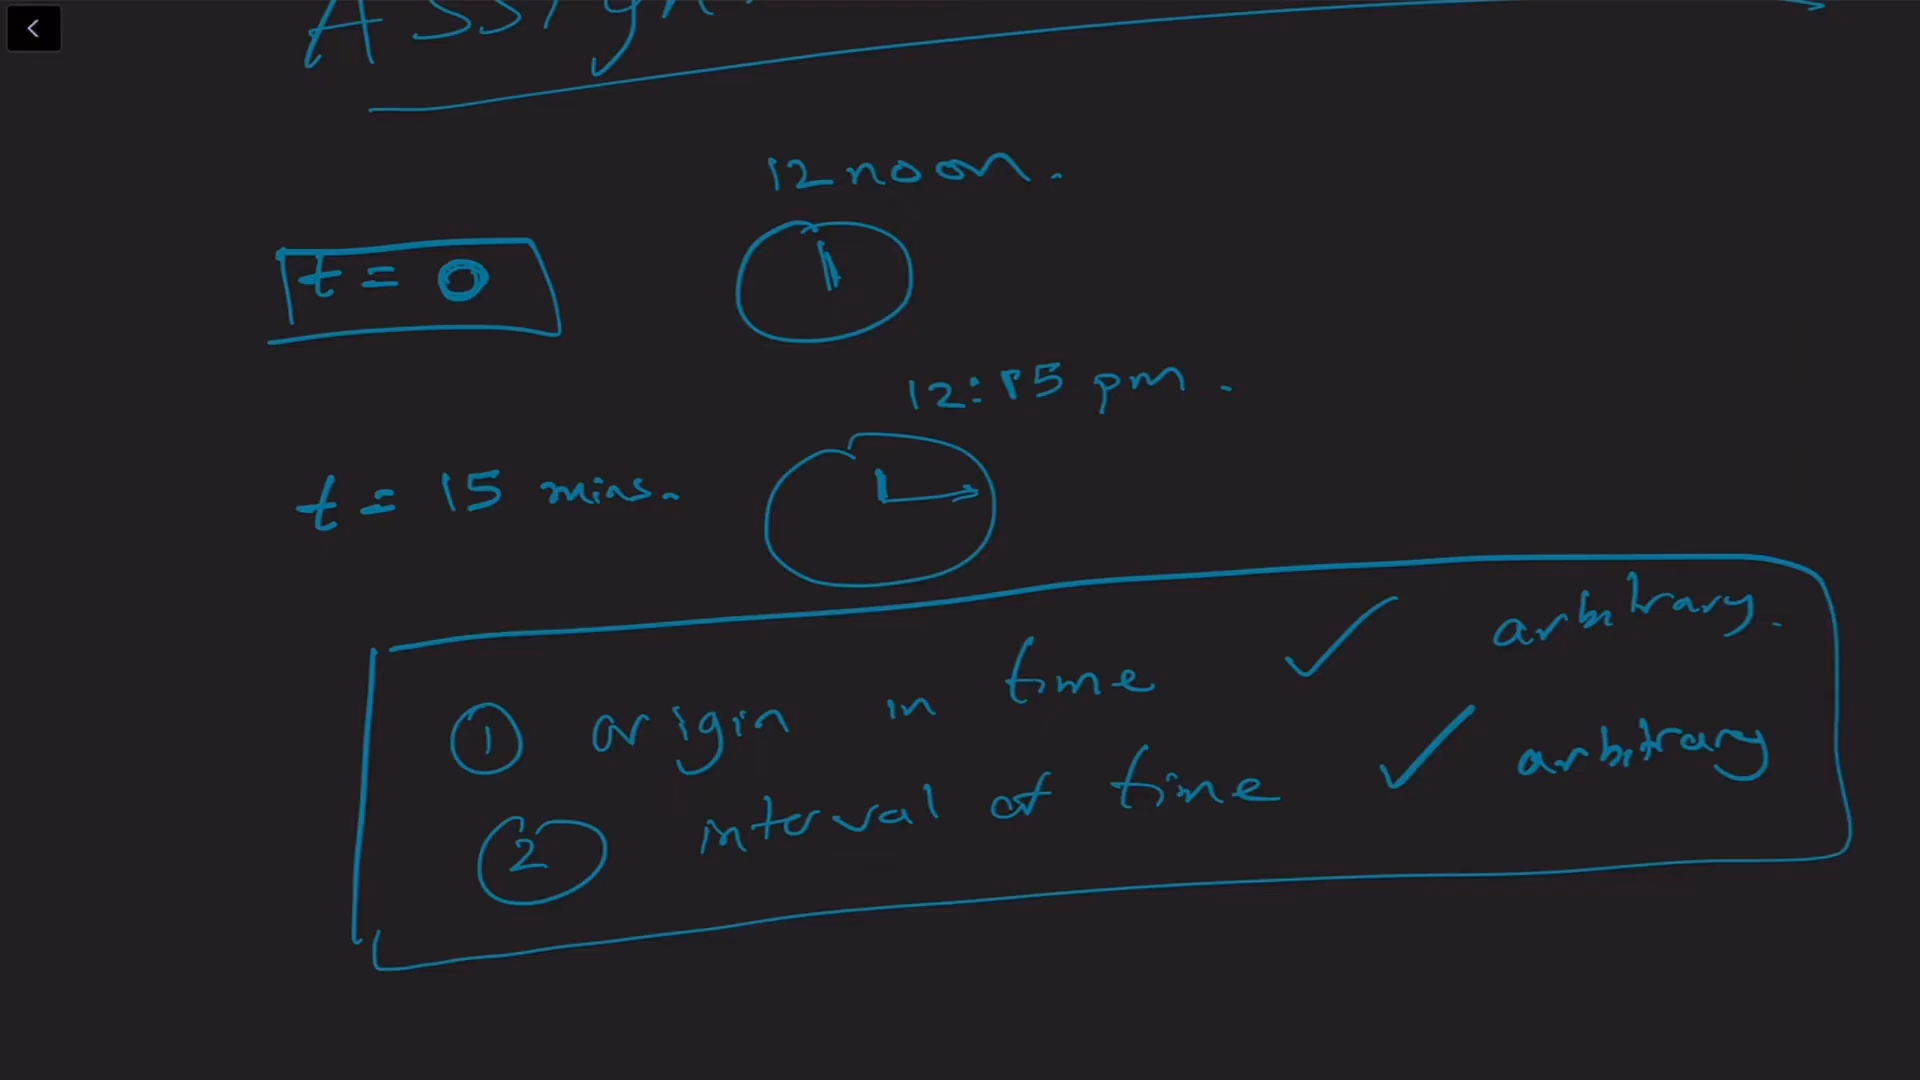 12 noon.
t = 0
12:15 pm.
t = 15 mins.
① origin in time ✓ arbitrary.
② interval of time ✓ arbitrary